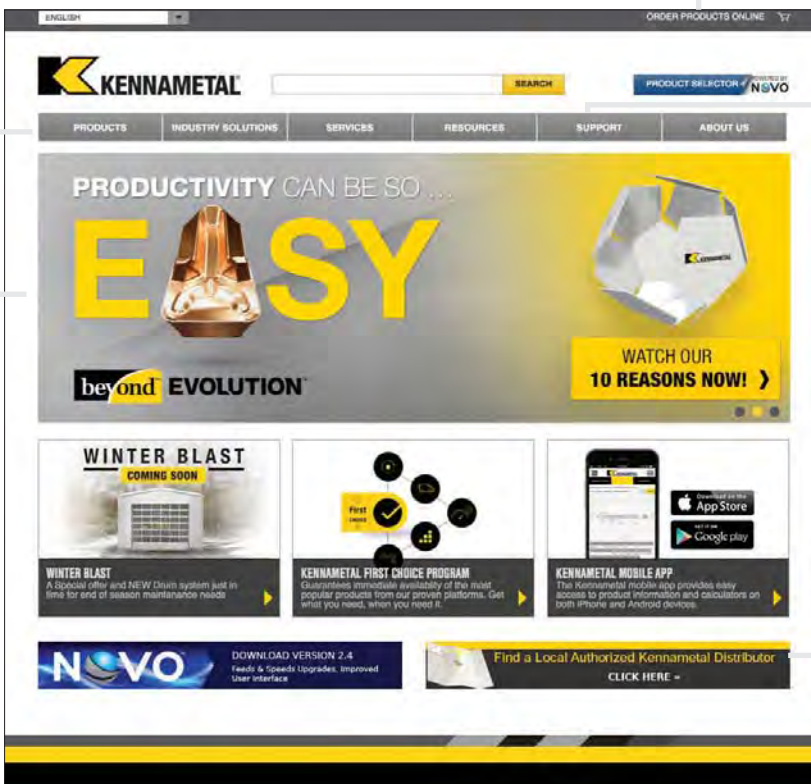 ENGLISH
ORDER PRODUCTS ONLINE
KENNAMETAL
SEARCH
PRODUCT SELECTOR
POWERED BY
NOVO
PRODUCTS
INDUSTRY SOLUTIONS
SERVICES
RESOURCES
SUPPORT
ABOUT US
PRODUCTIVITY CAN BE SO ...
E SY
KENNAMETAL
WATCH OUR
10 REASONS NOW! ❯
beyond™ EVOLUTION™
WINTER BLAST
COMING SOON
First
CHOICE
KENNAMETAL
Download on the
App Store
GET IT ON
Google play
WINTER BLAST
A Special offer and NEW Drum system just in
time for end of season maintanance needs
KENNAMETAL FIRST CHOICE PROGRAM
Guarantees immediate availabilty of the most
popular products from our proven platforms. Get
what you need, when you need it.
KENNAMETAL MOBILE APP
The Kennametal mobile app provides easy
access to product information and calculators on
both iPhone and Android devices.
NOVO
DOWNLOAD VERSION 2.4
Feeds & Speeds Upgrades, Improved
User Interface
Find a Local Authorized Kennametal Distributor
CLICK HERE »